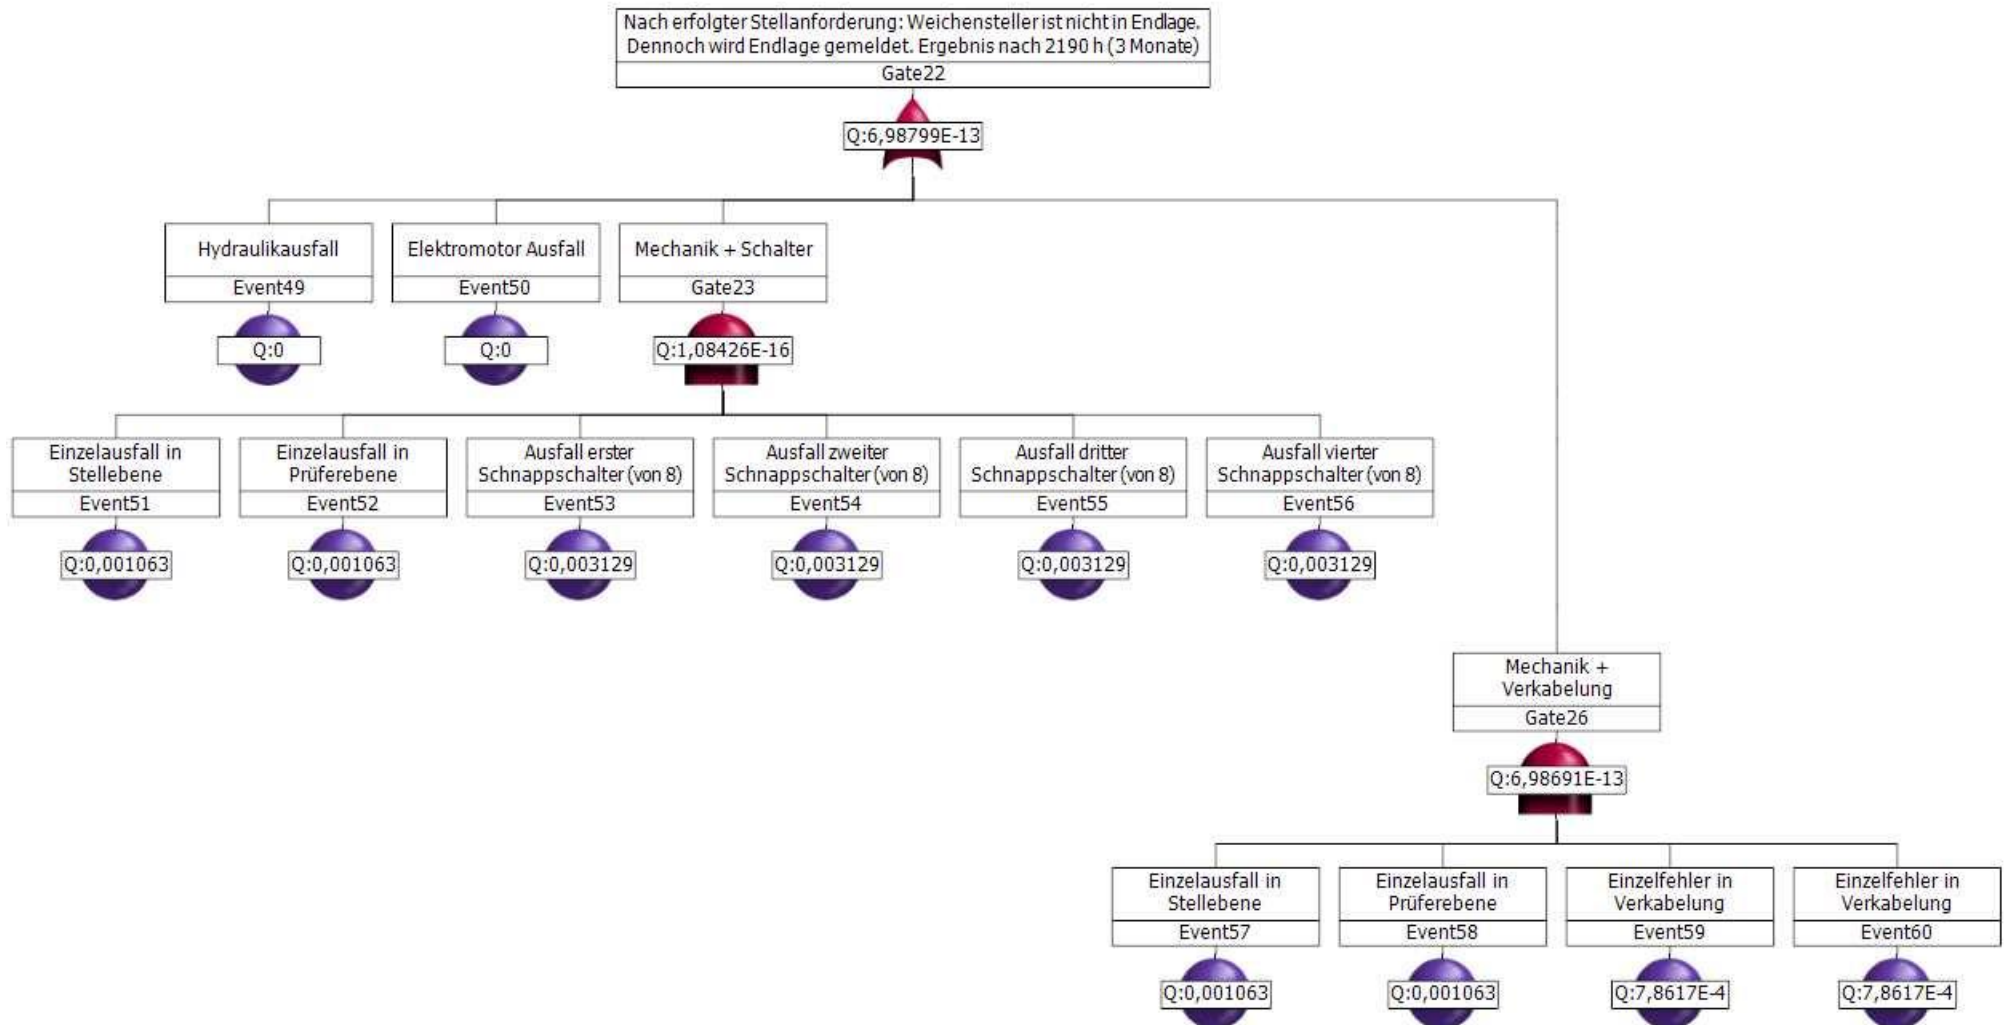 Nach erfolgter Stellanforderung: Weichensteller ist nicht in Endlage.
Dennoch wird Endlage gemeldet. Ergebnis nach 2190 h (3 Monate)
Gate22
Q:6,98799E-13
Hydraulikausfall
Event49
Q:0
Elektromotor Ausfall
Event50
Q:0
Mechanik + Schalter
Gate23
Q:1,08426E-16
Einzelausfall in
Stellebene
Event51
Q:0,001063
Einzelausfall in
Prüferebene
Event52
Q:0,001063
Ausfall erster
Schnappschalter (von 8)
Event53
Q:0,003129
Ausfall zweiter
Schnappschalter (von 8)
Event54
Q:0,003129
Ausfall dritter
Schnappschalter (von 8)
Event55
Q:0,003129
Ausfall vierter
Schnappschalter (von 8)
Event56
Q:0,003129
Mechanik +
Verkabelung
Gate26
Q:6,98691E-13
Einzelausfall in
Stellebene
Event57
Q:0,001063
Einzelausfall in
Prüferebene
Event58
Q:0,001063
Einzelfehler in
Verkabelung
Event59
Q:7,8617E-4
Einzelfehler in
Verkabelung
Event60
Q:7,8617E-4